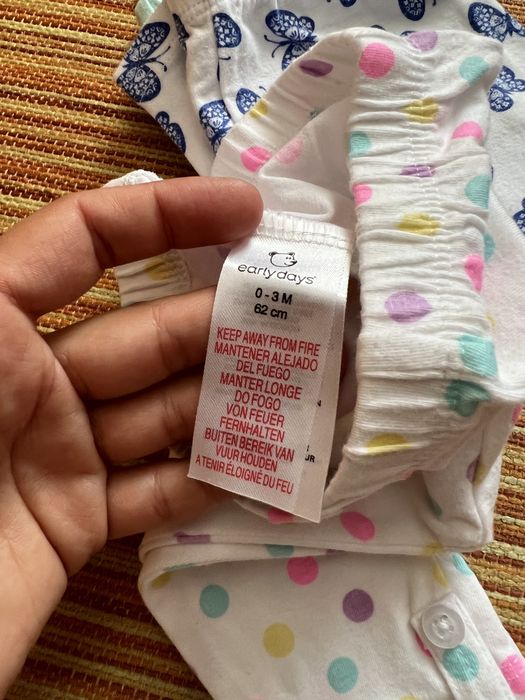 early days
0 - 3 M
62 cm
KEEP AWAY FROM FIRE
MANTENER ALEJADO
DEL FUEGO
MANTER LONGE
DO FOGO
VON FEUER
FERNHALTEN
BUITEN BEREIK VAN
VUUR HOUDEN
A TENIR ÉLOIGNÉ DU FEU